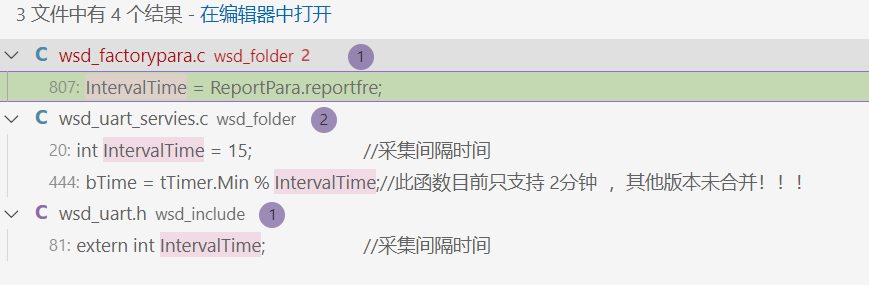 3 文件中有 4 个结果 - 在编辑器中打开
C wsd_factorypara.c wsd_folder 2 1
807: IntervalTime = ReportPara.reportfre;
C wsd_uart_servies.c wsd_folder 2
20: int IntervalTime = 15; //采集间隔时间
444: bTime = tTimer.Min % IntervalTime;//此函数目前只支持 2分钟 ，其他版本未合并！！！
C wsd_uart.h wsd_include 1
81: extern int IntervalTime; //采集间隔时间